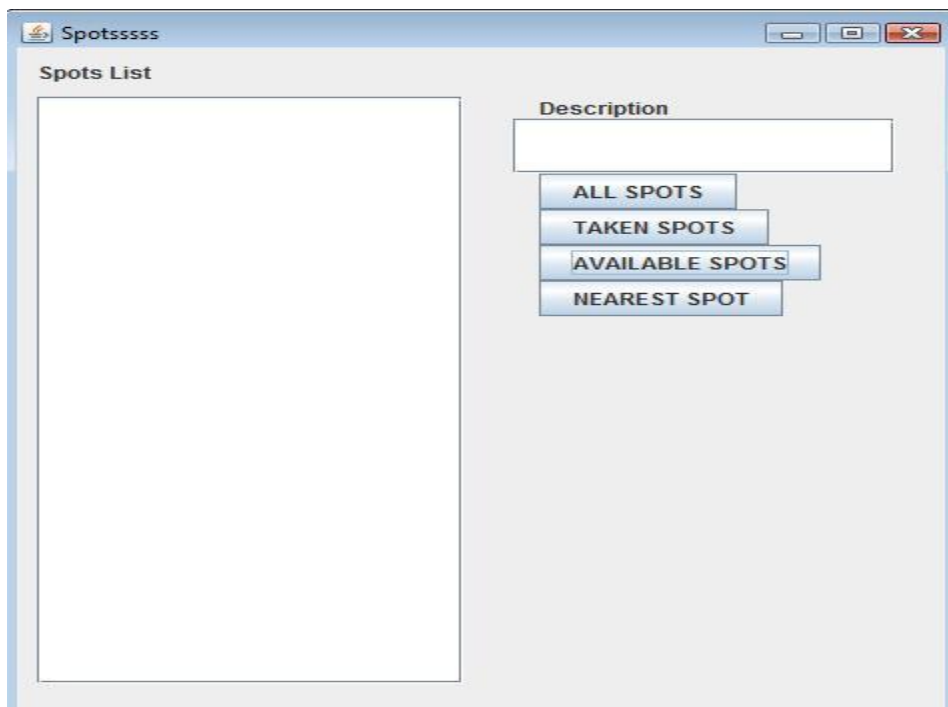 Spotsssss
Spots List
Description
ALL SPOTS
TAKEN SPOTS
AVAILABLE SPOTS
NEAREST SPOT